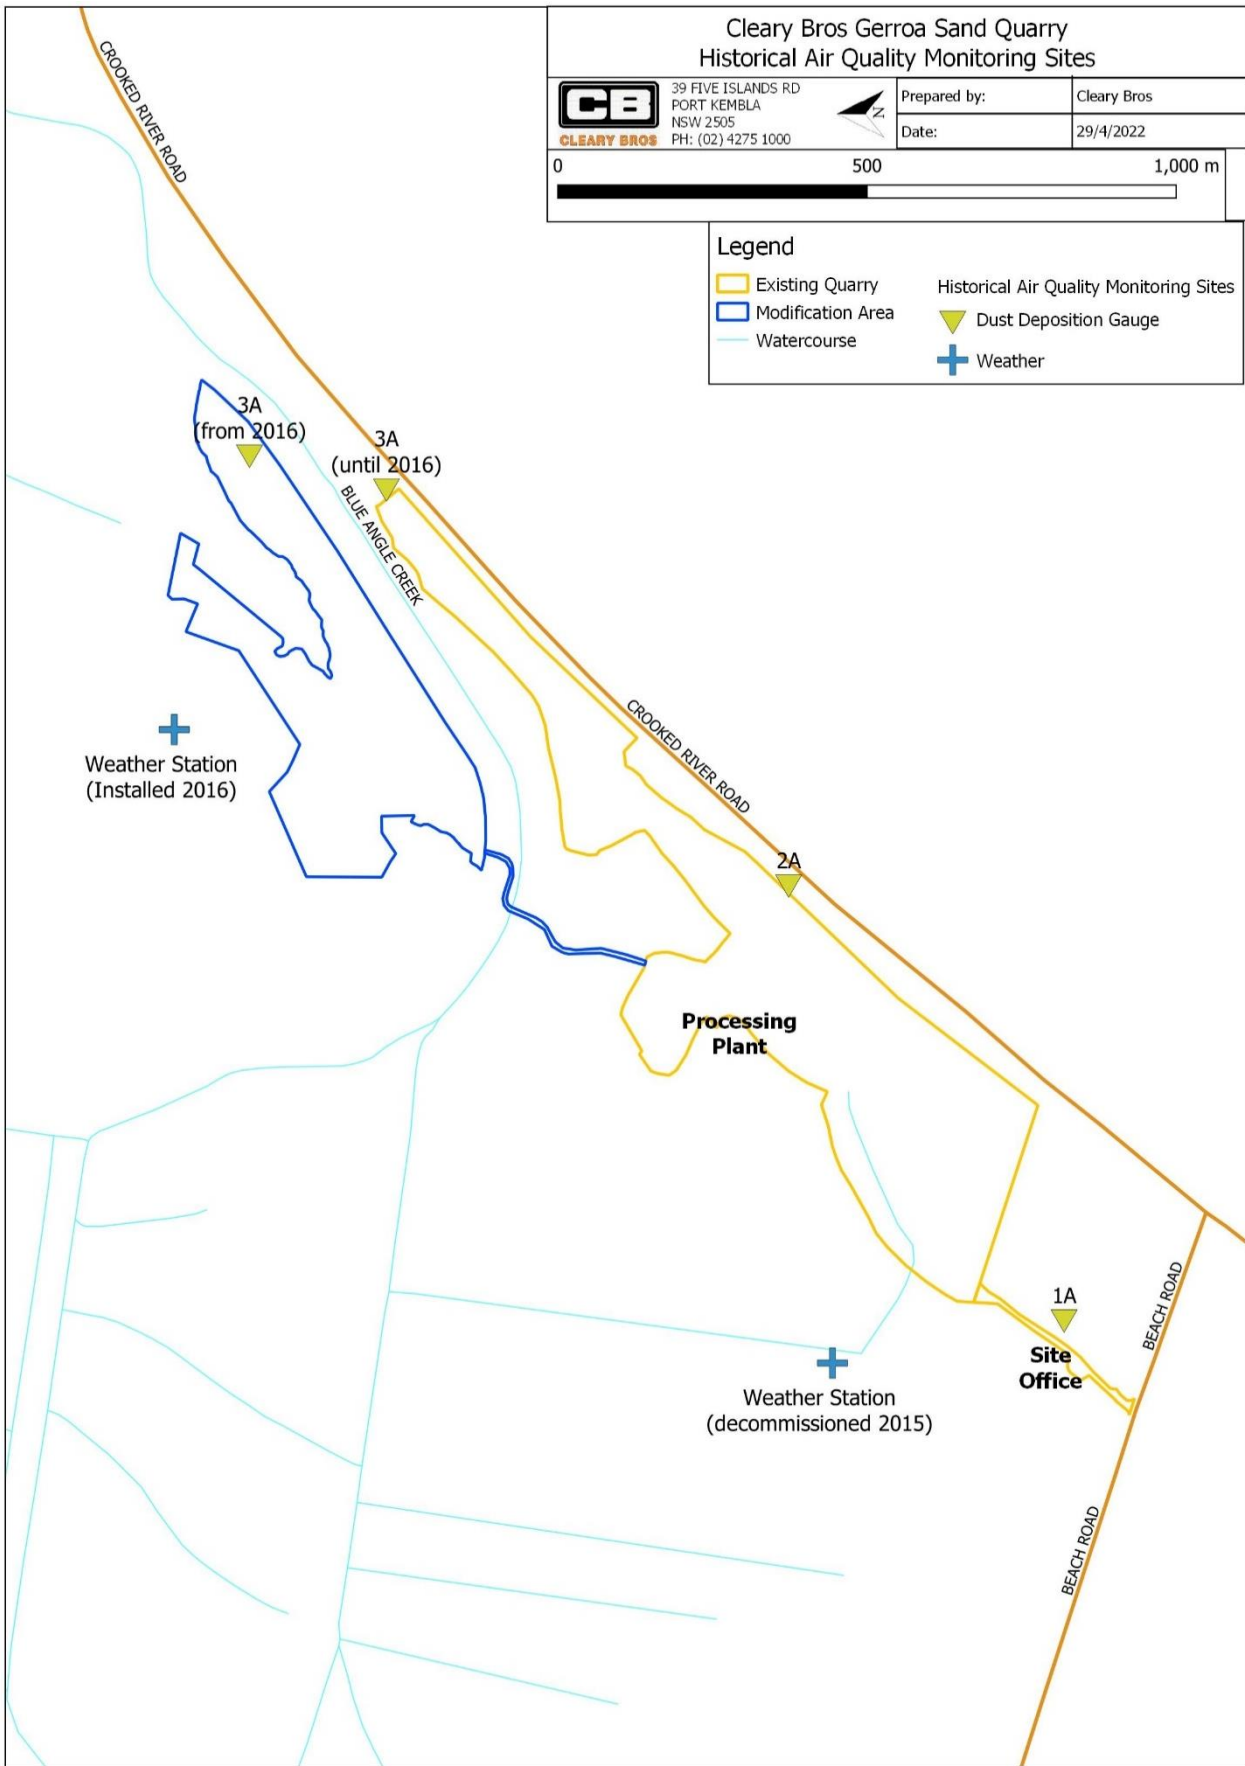 Cleary Bros Gerroa Sand Quarry
Historical Air Quality Monitoring Sites
CB
CLEARY BROS
39 FIVE ISLANDS RD
PORT KEMBLA
NSW 2505
PH: (02) 4275 1000
N
Prepared by:
Cleary Bros
Date:
29/4/2022
0 500 1,000 m
Legend
Existing Quarry
Modification Area
Watercourse
Historical Air Quality Monitoring Sites
Dust Deposition Gauge
Weather
CROOKED RIVER ROAD
3A
(from 2016)
3A
(until 2016)
BLUE ANGLE CREEK
CROOKED RIVER ROAD
Weather Station
(Installed 2016)
2A
Processing
Plant
1A
Site
Office
BEACH ROAD
Weather Station
(decommissioned 2015)
BEACH ROAD